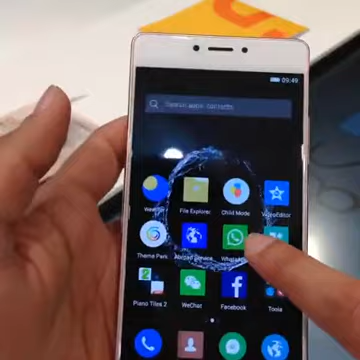 09:49
Search apps, contacts
Weather
File Explorer
Child Mode
VideoEditor
Theme Park
WhatsApp
Piano Tiles 2
WeChat
Facebook
Tools